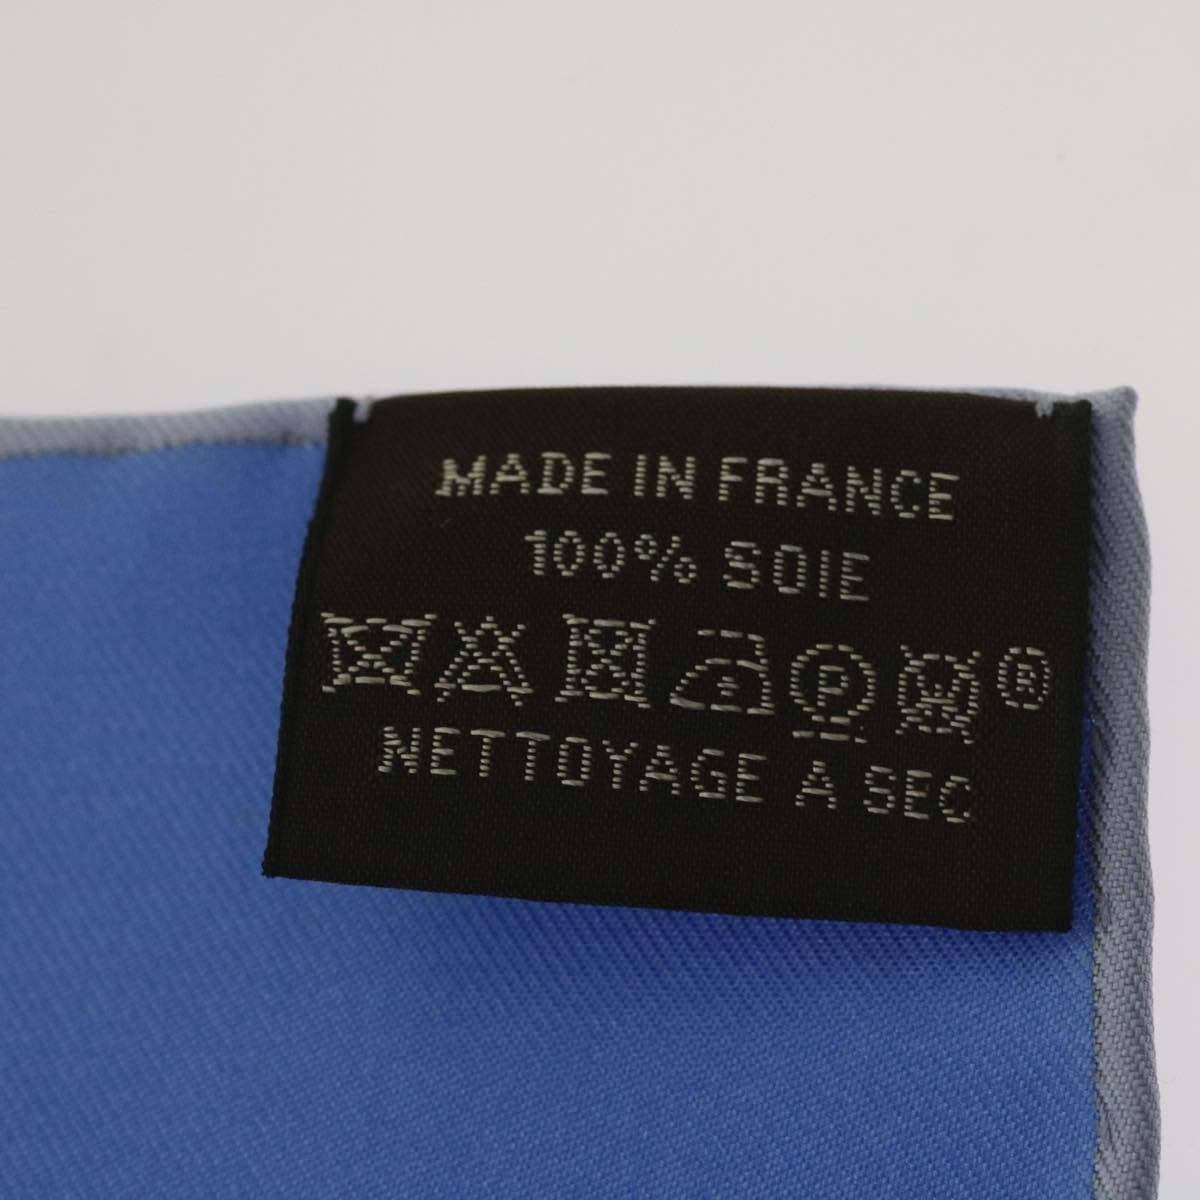 MADE IN FRANCE
100% SOIE
P W ®
NETTOYAGE A SEC